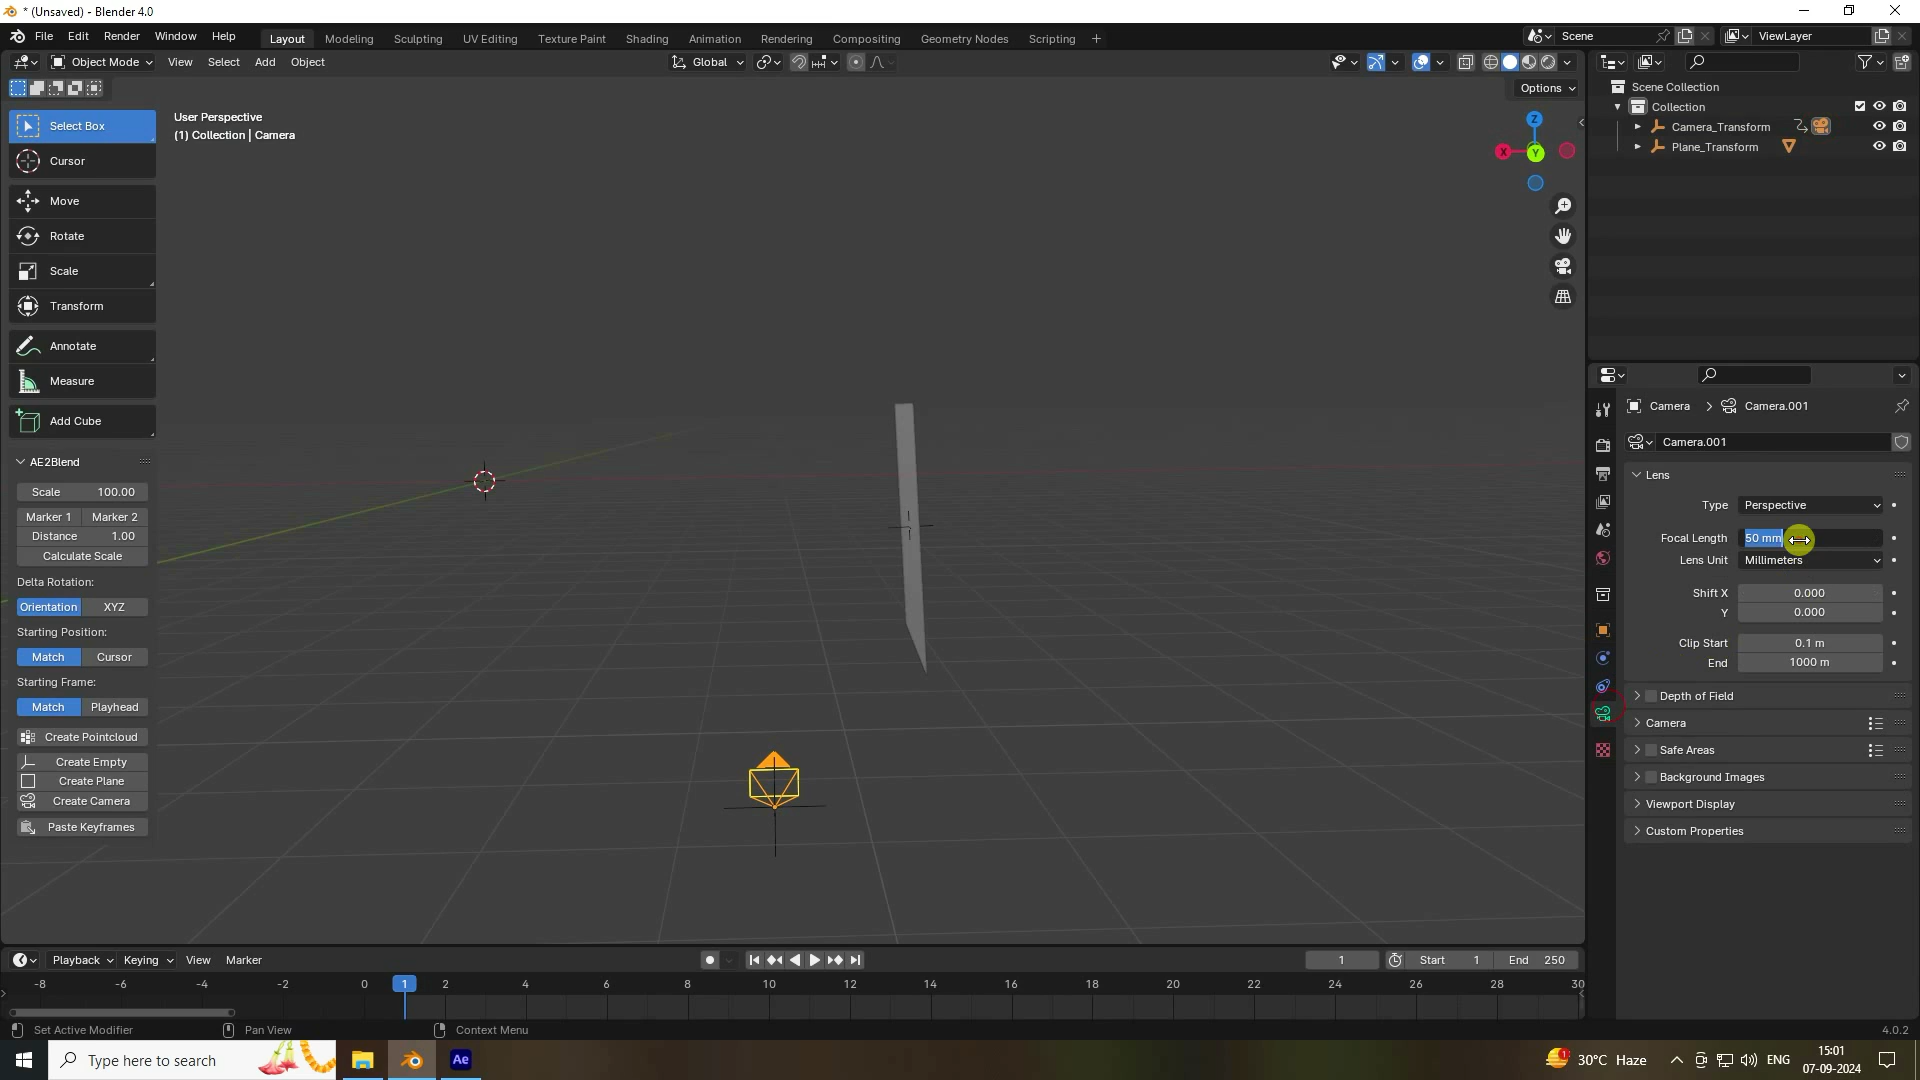 * (Unsaved) - Blender 4.0
File Edit Render Window Help
Layout Modeling Sculpting UV Editing Texture Paint Shading Animation Rendering Compositing Geometry Nodes Scripting +
Scene
ViewLayer
Object Mode View Select Add Object
Global
Options
User Perspective
(1) Collection | Camera
Z
X
Y
Select Box
Cursor
Move
Rotate
Scale
Transform
Annotate
Measure
Add Cube
AE2Blend
Scale 100.00
Marker 1 Marker 2
Distance 1.00
Calculate Scale
Delta Rotation:
Orientation XYZ
Starting Position:
Match Cursor
Starting Frame:
Match Playhead
Create Pointcloud
Create Empty
Create Plane
Create Camera
Paste Keyframes
Scene Collection
Collection
Camera_Transform
Plane_Transform
Camera > Camera.001
Camera.001
Lens
Type Perspective
Focal Length 50 mm
Lens Unit Millimeters
Shift X 0.000
Y 0.000
Clip Start 0.1 m
End 1000 m
Depth of Field
Camera
Safe Areas
Background Images
Viewport Display
Custom Properties
Playback Keying View Marker
1
Start 1
End 250
-8 -6 -4 -2 0 1 2 4 6 8 10 12 14 16 18 20 22 24 26 28 30
Set Active Modifier
Pan View
Context Menu
4.0.2
Type here to search
Ae
1
30°C Haze
ENG
15:01
07-09-2024